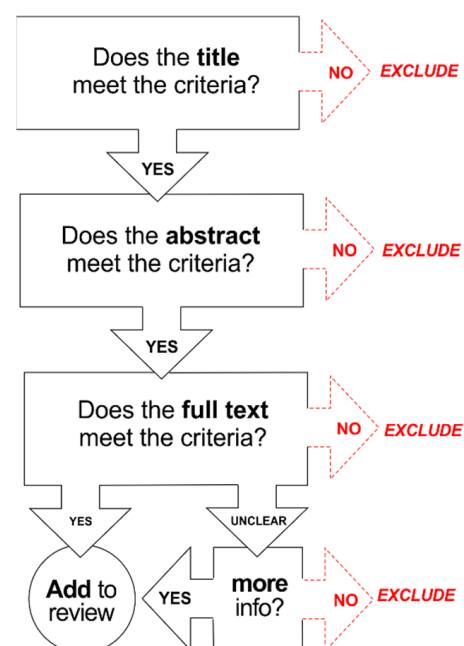 Does the title
meet the criteria?
NO
EXCLUDE
YES
Does the abstract
meet the criteria?
NO
EXCLUDE
YES
Does the full text
meet the criteria?
NO
EXCLUDE
YES
UNCLEAR
Add to
review
YES
more
info?
NO
EXCLUDE